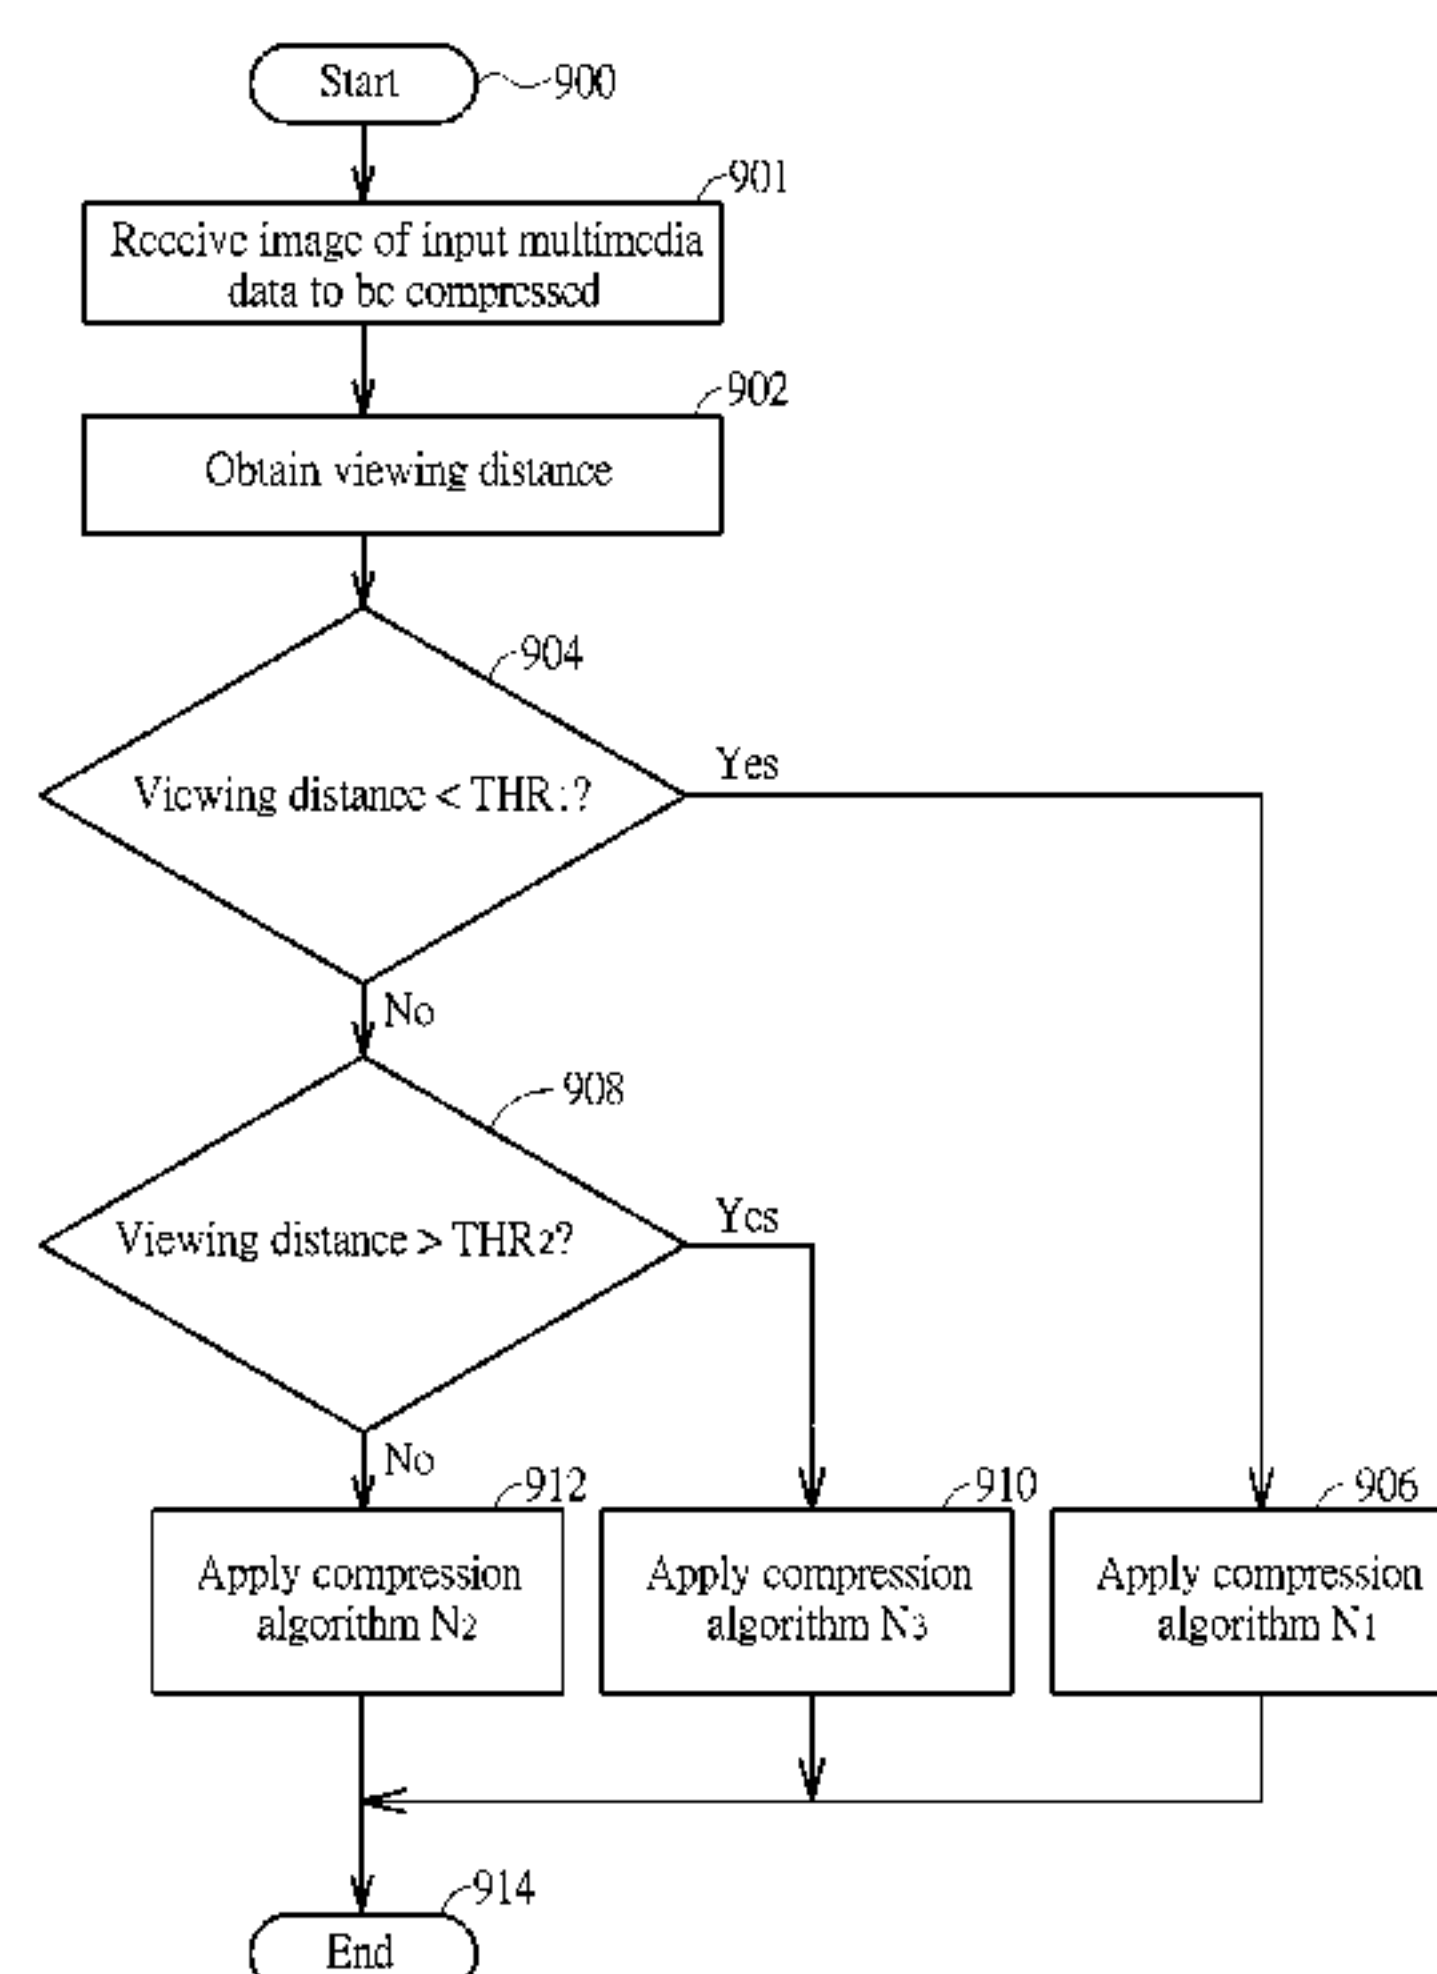 Start
900
901
Receive image of input multimedia
data to be compressed
902
Obtain viewing distance
904
Viewing distance < THR1?
Yes
No
908
Viewing distance > THR2?
Yes
No
912
Apply compression
algorithm N2
910
Apply compression
algorithm N3
906
Apply compression
algorithm N1
914
End